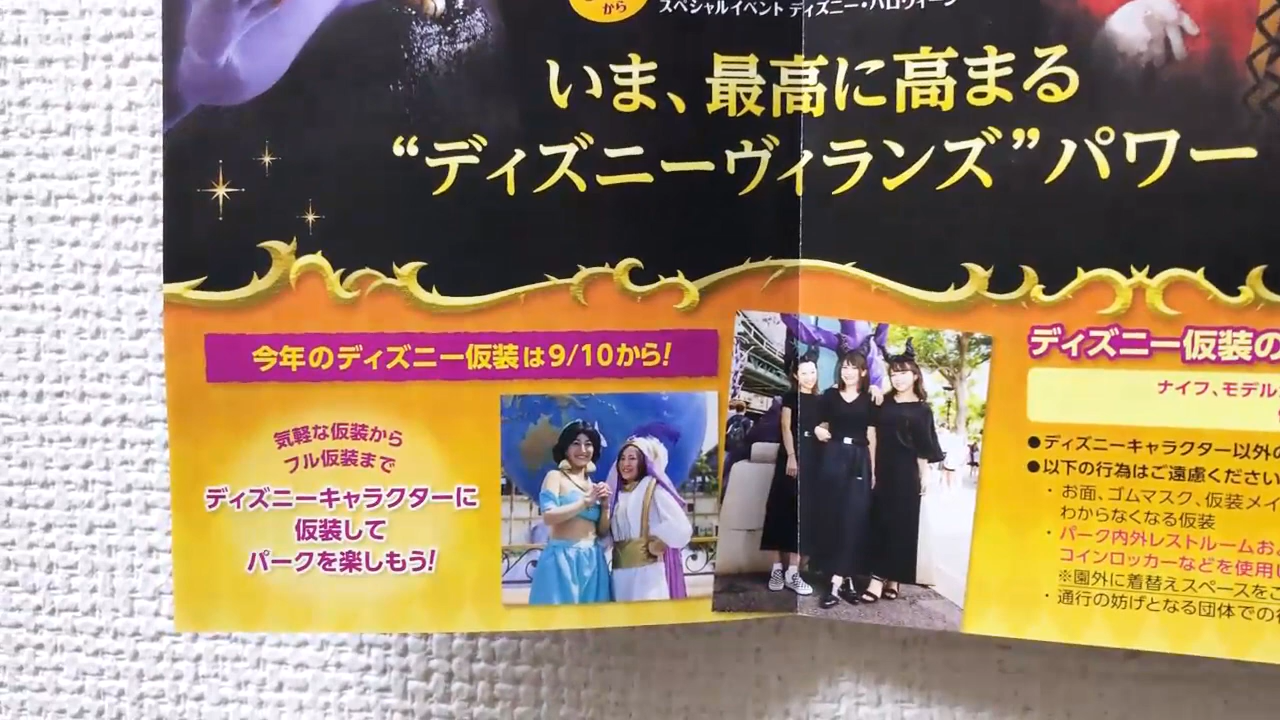 から
スペシャルイベント ディズニー・ハロウィーン
いま、最高に高まる
“ディズニーヴィランズ”パワー
今年のディズニー仮装は9/10から!
気軽な仮装から
フル仮装まで
ディズニーキャラクターに
仮装して
パークを楽しもう!
ディズニー仮装の
ナイフ、モデル
●ディズニーキャラクター以外の
●以下の行為はご遠慮ください
・お面、ゴムマスク、仮装メイ
わからなくなる仮装
・パーク内外レストルームお
コインロッカーなどを使用し
※園外に着替えスペースをご
・通行の妨げとなる団体での